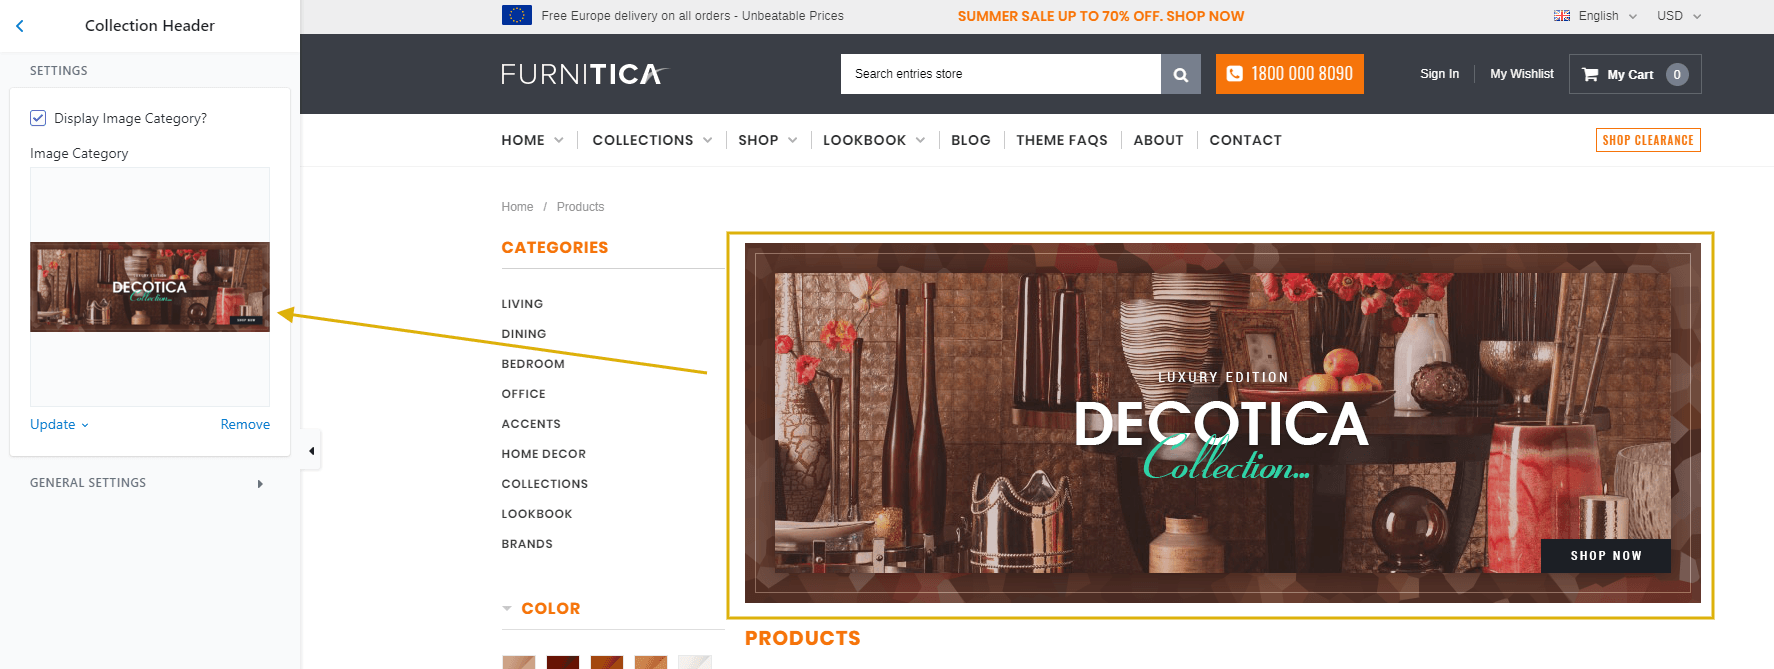 Collection Header
SETTINGS
Display Image Category?
Image Category
LUXURY EDITION
DECOTICA
Collection...
SHOP NOW
Update
Remove
GENERAL SETTINGS
Free Europe delivery on all orders - Unbeatable Prices
SUMMER SALE UP TO 70% OFF. SHOP NOW
English
USD
FURNITICA
Search entries store
1800 000 8090
Sign In
My Wishlist
My Cart 0
HOME
COLLECTIONS
SHOP
LOOKBOOK
BLOG
THEME FAQS
ABOUT
CONTACT
SHOP CLEARANCE
Home / Products
CATEGORIES
LIVING
DINING
BEDROOM
OFFICE
ACCENTS
HOME DECOR
COLLECTIONS
LOOKBOOK
BRANDS
COLOR
LUXURY EDITION
DECOTICA
Collection...
SHOP NOW
PRODUCTS